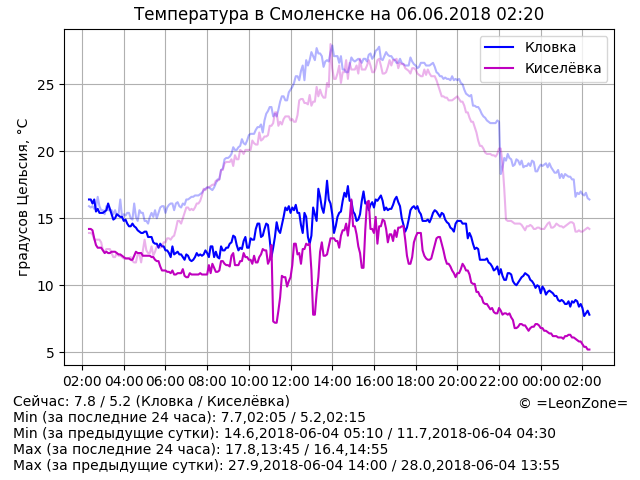 Температура в Смоленске на 06.06.2018 02:20
градусов Цельсия, °C
25
20
15
10
5
Кловка
Киселёвка
02:00 04:00 06:00 08:00 10:00 12:00 14:00 16:00 18:00 20:00 22:00 00:00 02:00
Сейчас: 7.8 / 5.2 (Кловка / Киселёвка)
© =LeonZone=
Min (за последние 24 часа): 7.7,02:05 / 5.2,02:15
Min (за предыдущие сутки): 14.6,2018-06-04 05:10 / 11.7,2018-06-04 04:30
Max (за последние 24 часа): 17.8,13:45 / 16.4,14:55
Max (за предыдущие сутки): 27.9,2018-06-04 14:00 / 28.0,2018-06-04 13:55